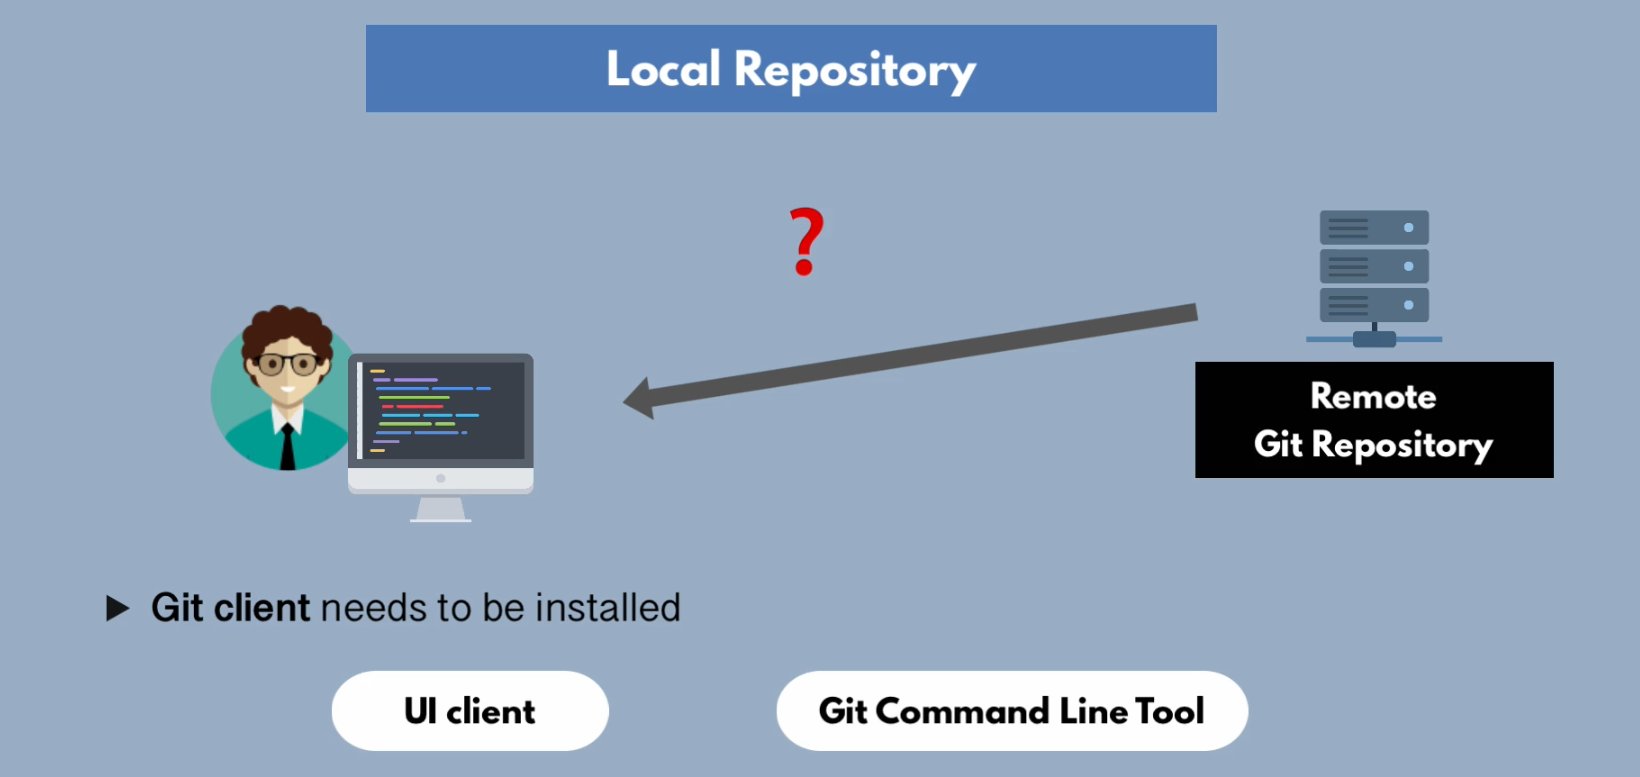 Local Repository
?
Remote
Git Repository
▶ Git client needs to be installed
UI client
Git Command Line Tool